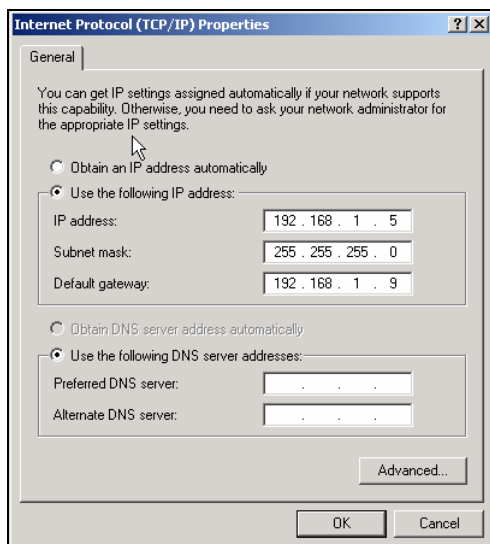 Internet Protocol (TCP/IP) Properties
General
You can get IP settings assigned automatically if your network supports
this capability. Otherwise, you need to ask your network administrator for
the appropriate IP settings.
Obtain an IP address automatically
Use the following IP address:
IP address: 192 . 168 . 1 . 5
Subnet mask: 255 . 255 . 255 . 0
Default gateway: 192 . 168 . 1 . 9
Obtain DNS server address automatically
Use the following DNS server addresses:
Preferred DNS server: . . .
Alternate DNS server: . . .
Advanced...
OK Cancel